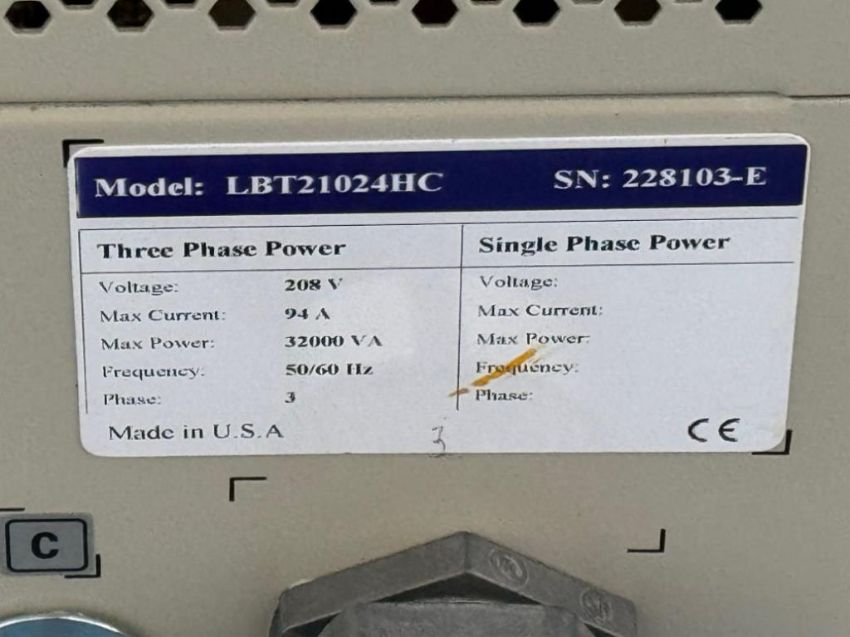 Model: LBT21024HC SN: 228103-E
Three Phase Power
Voltage: 208 V
Max Current: 94 A
Max Power: 32000 VA
Frequency: 50/60 Hz
Phase: 3
Single Phase Power
Voltage:
Max Current:
Max Power:
Frequency:
Phase:
Made in U.S.A
3
CE
C